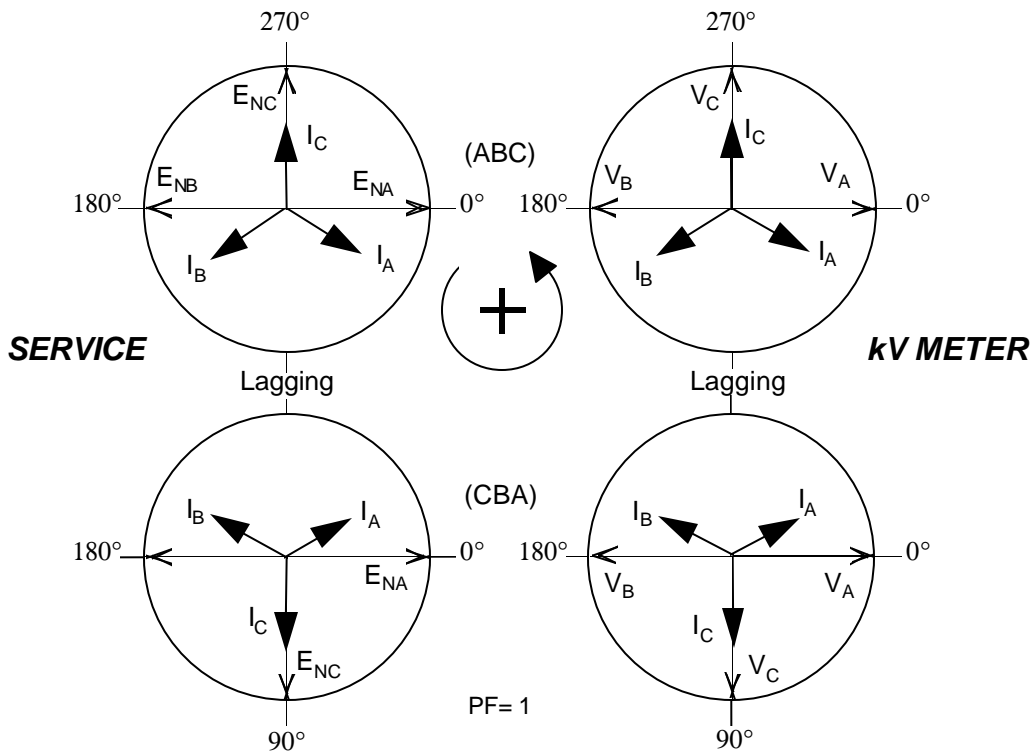 270° 270°
E_NC V_C
I_C (ABC) I_C
E_NB E_NA V_B V_A
180° 0° 180° 0°
I_B I_A I_B I_A
SERVICE + kV METER
Lagging Lagging
I_B I_A (CBA) I_B I_A
180° 0° 180° 0°
E_NA V_B V_A
I_C I_C
E_NC V_C
PF= 1
90° 90°